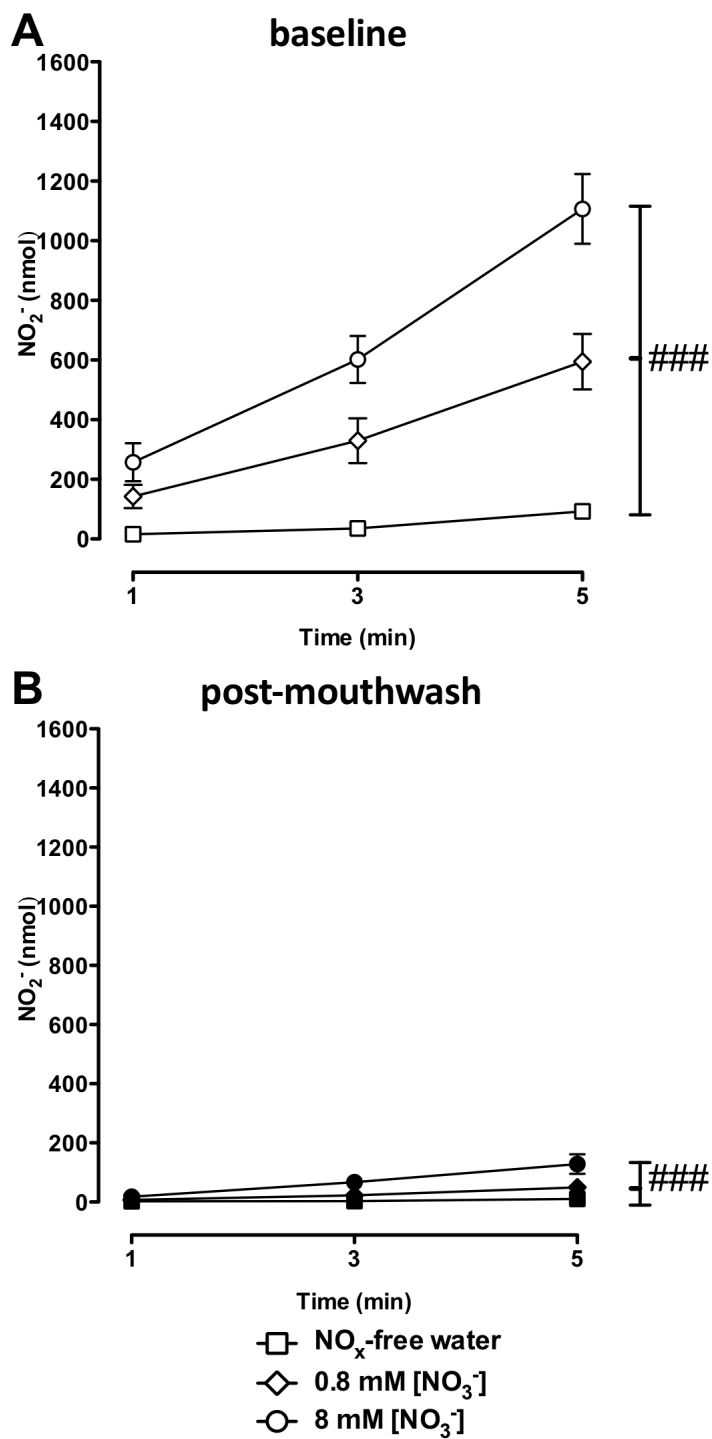 A
baseline
1600
1400
1200
1000
800
600
400
200
0
NO₂⁻ (nmol)
###
1 3 5
Time (min)
B
post-mouthwash
1600
1400
1200
1000
800
600
400
200
0
NO₂⁻ (nmol)
###
1 3 5
Time (min)
NOₓ-free water
0.8 mM [NO₃⁻]
8 mM [NO₃⁻]